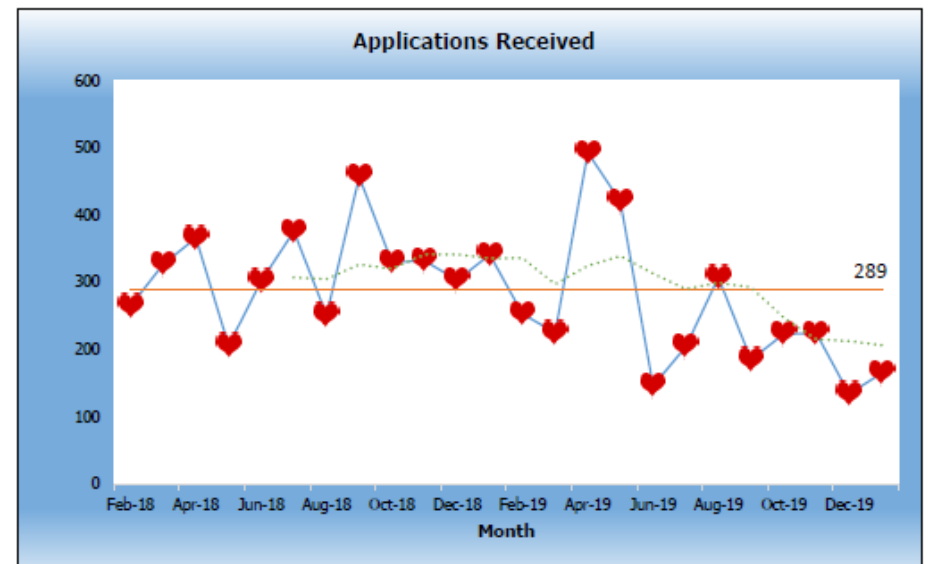 Applications Received
600
500
400
300
289
200
100
0
Feb-18 Apr-18 Jun-18 Aug-18 Oct-18 Dec-18 Feb-19 Apr-19 Jun-19 Aug-19 Oct-19 Dec-19
Month